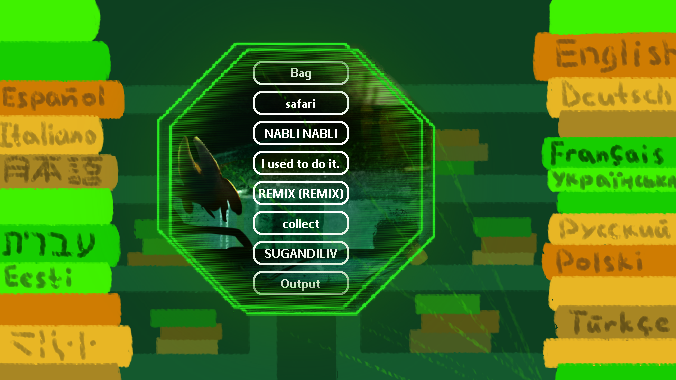 Bag
safari
NABLI NABLI
I used to do it.
REMIX (REMIX)
collect
SUGANDILIV
Output
Español
Italiano
日本語
עברית
Eesti
English
Deutsch
Français
Українська
Русский
Polski
Türkçe